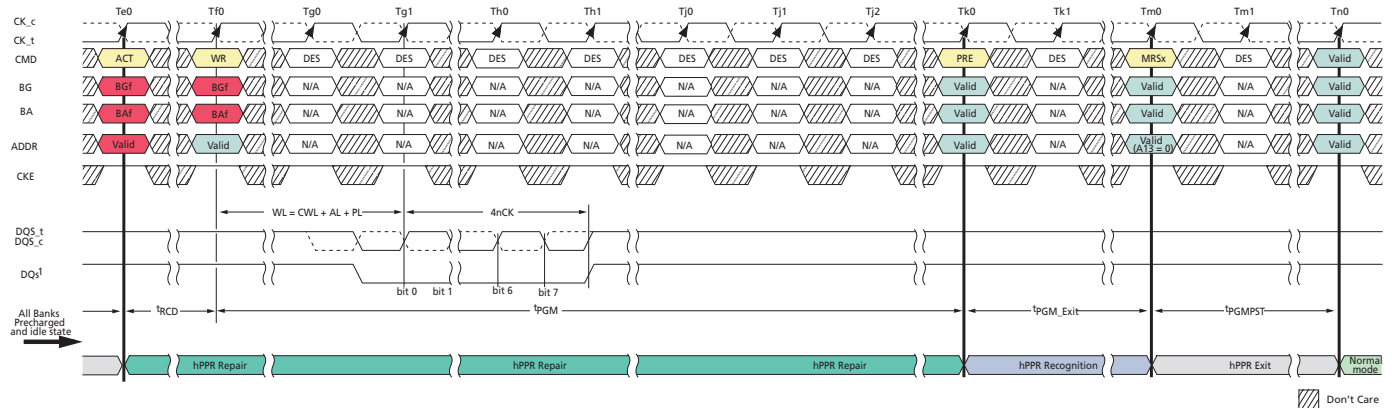 Te0 Tf0 Tg0 Tg1 Th0 Th1 Tj0 Tj1 Tj2 Tk0 Tk1 Tm0 Tm1 Tn0
CK_c
CK_t
CMD ACT WR DES DES DES DES DES DES DES PRE DES MRSx DES Valid
BG BGf BGf N/A N/A N/A N/A N/A N/A N/A Valid N/A Valid N/A Valid
BA BAf BAf N/A N/A N/A N/A N/A N/A N/A Valid N/A Valid N/A Valid
ADDR Valid Valid N/A N/A N/A N/A N/A N/A N/A Valid N/A Valid (A13 = 0) N/A Valid
CKE
WL = CWL + AL + PL 4nCK
DQS_t
DQS_c
DQs1
bit 0 bit 1 bit 6 bit 7
All Banks
Precharged
and idle state
tRCD tPGM tPGM_Exit tPGMPST
hPPR Repair hPPR Repair hPPR Repair hPPR Recognition hPPR Exit Normal mode
Don't Care